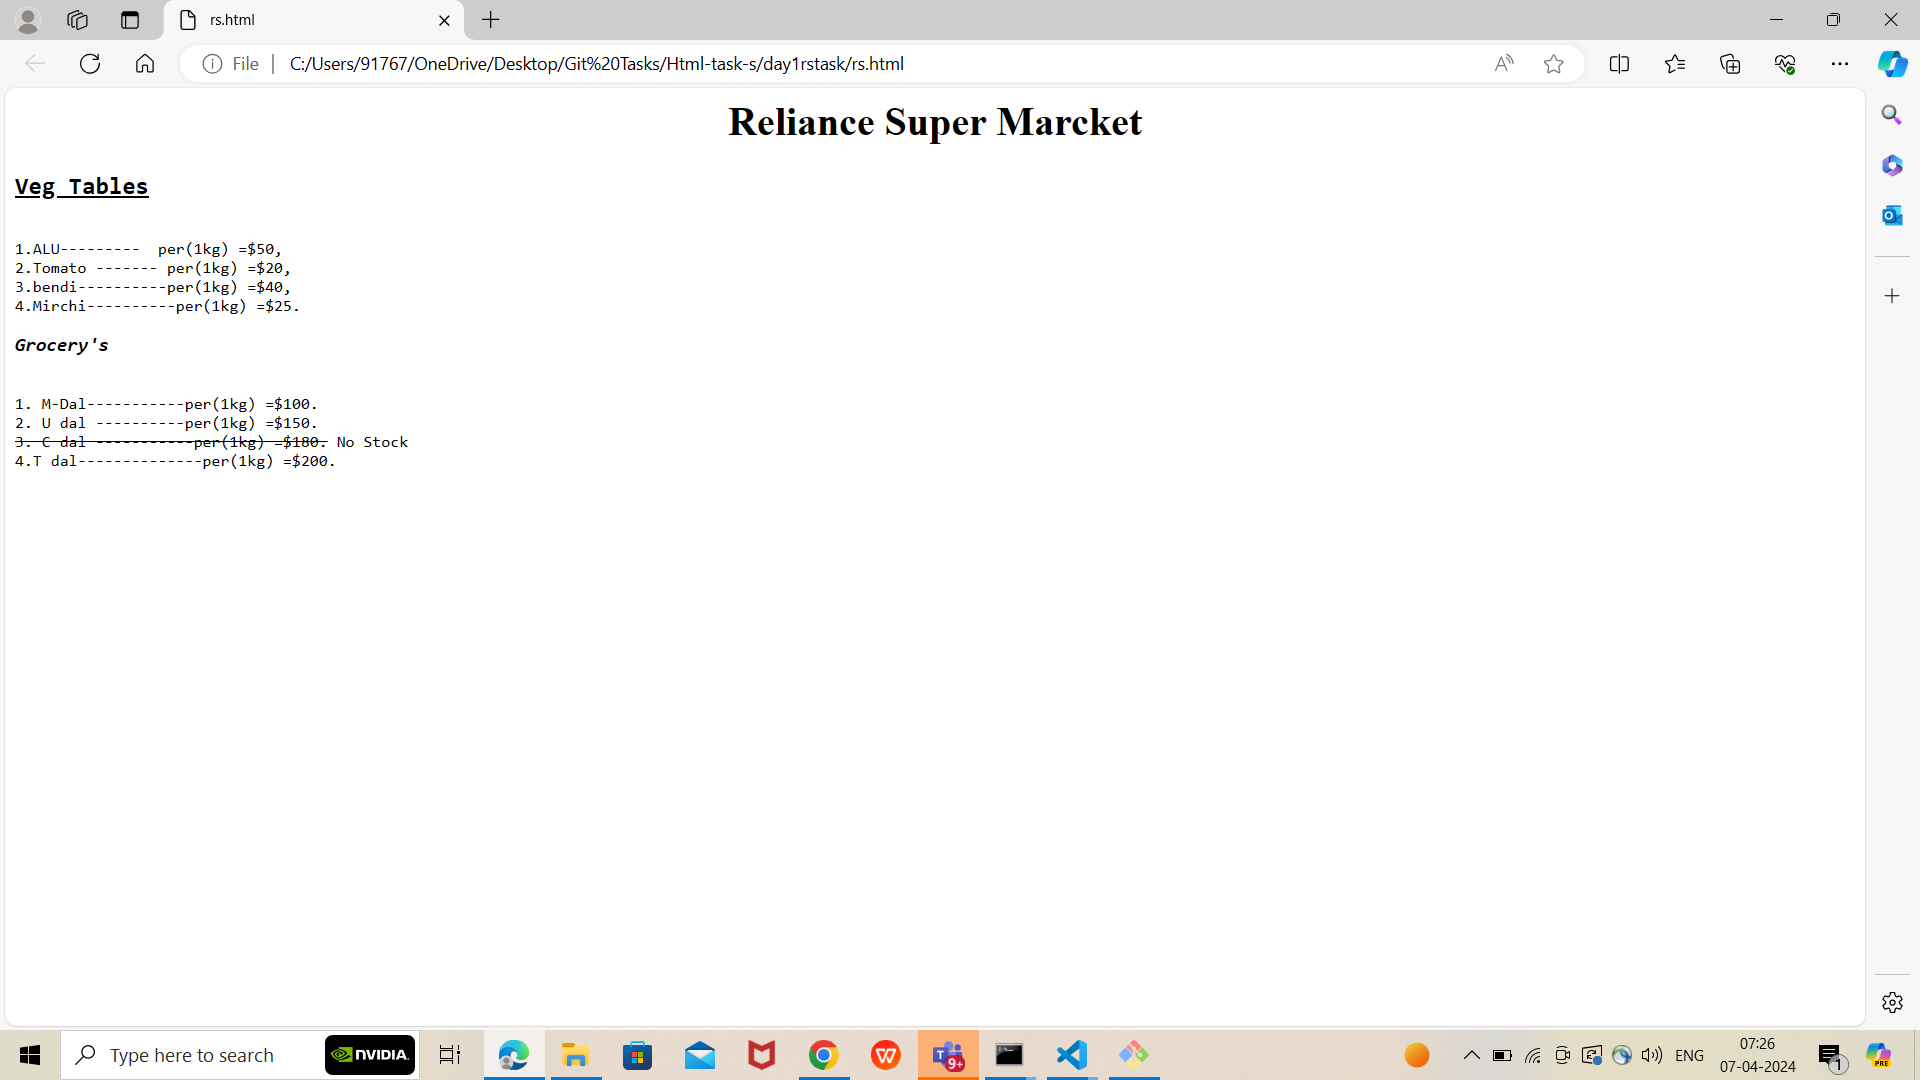 rs.html
File
C:/Users/91767/OneDrive/Desktop/Git%20Tasks/Html-task-s/day1rstask/rs.html
Reliance Super Marcket
Veg Tables
1.ALU---------  per(1kg) =$50,
2.Tomato ------- per(1kg) =$20,
3.bendi----------per(1kg) =$40,
4.Mirchi----------per(1kg) =$25.
Grocery's
1. M-Dal-----------per(1kg) =$100.
2. U dal ----------per(1kg) =$150.
3. C dal -----------per(1kg) =$180. No Stock
4.T dal--------------per(1kg) =$200.
Type here to search
NVIDIA.
9+
ENG
07:26
07-04-2024
1
PRE